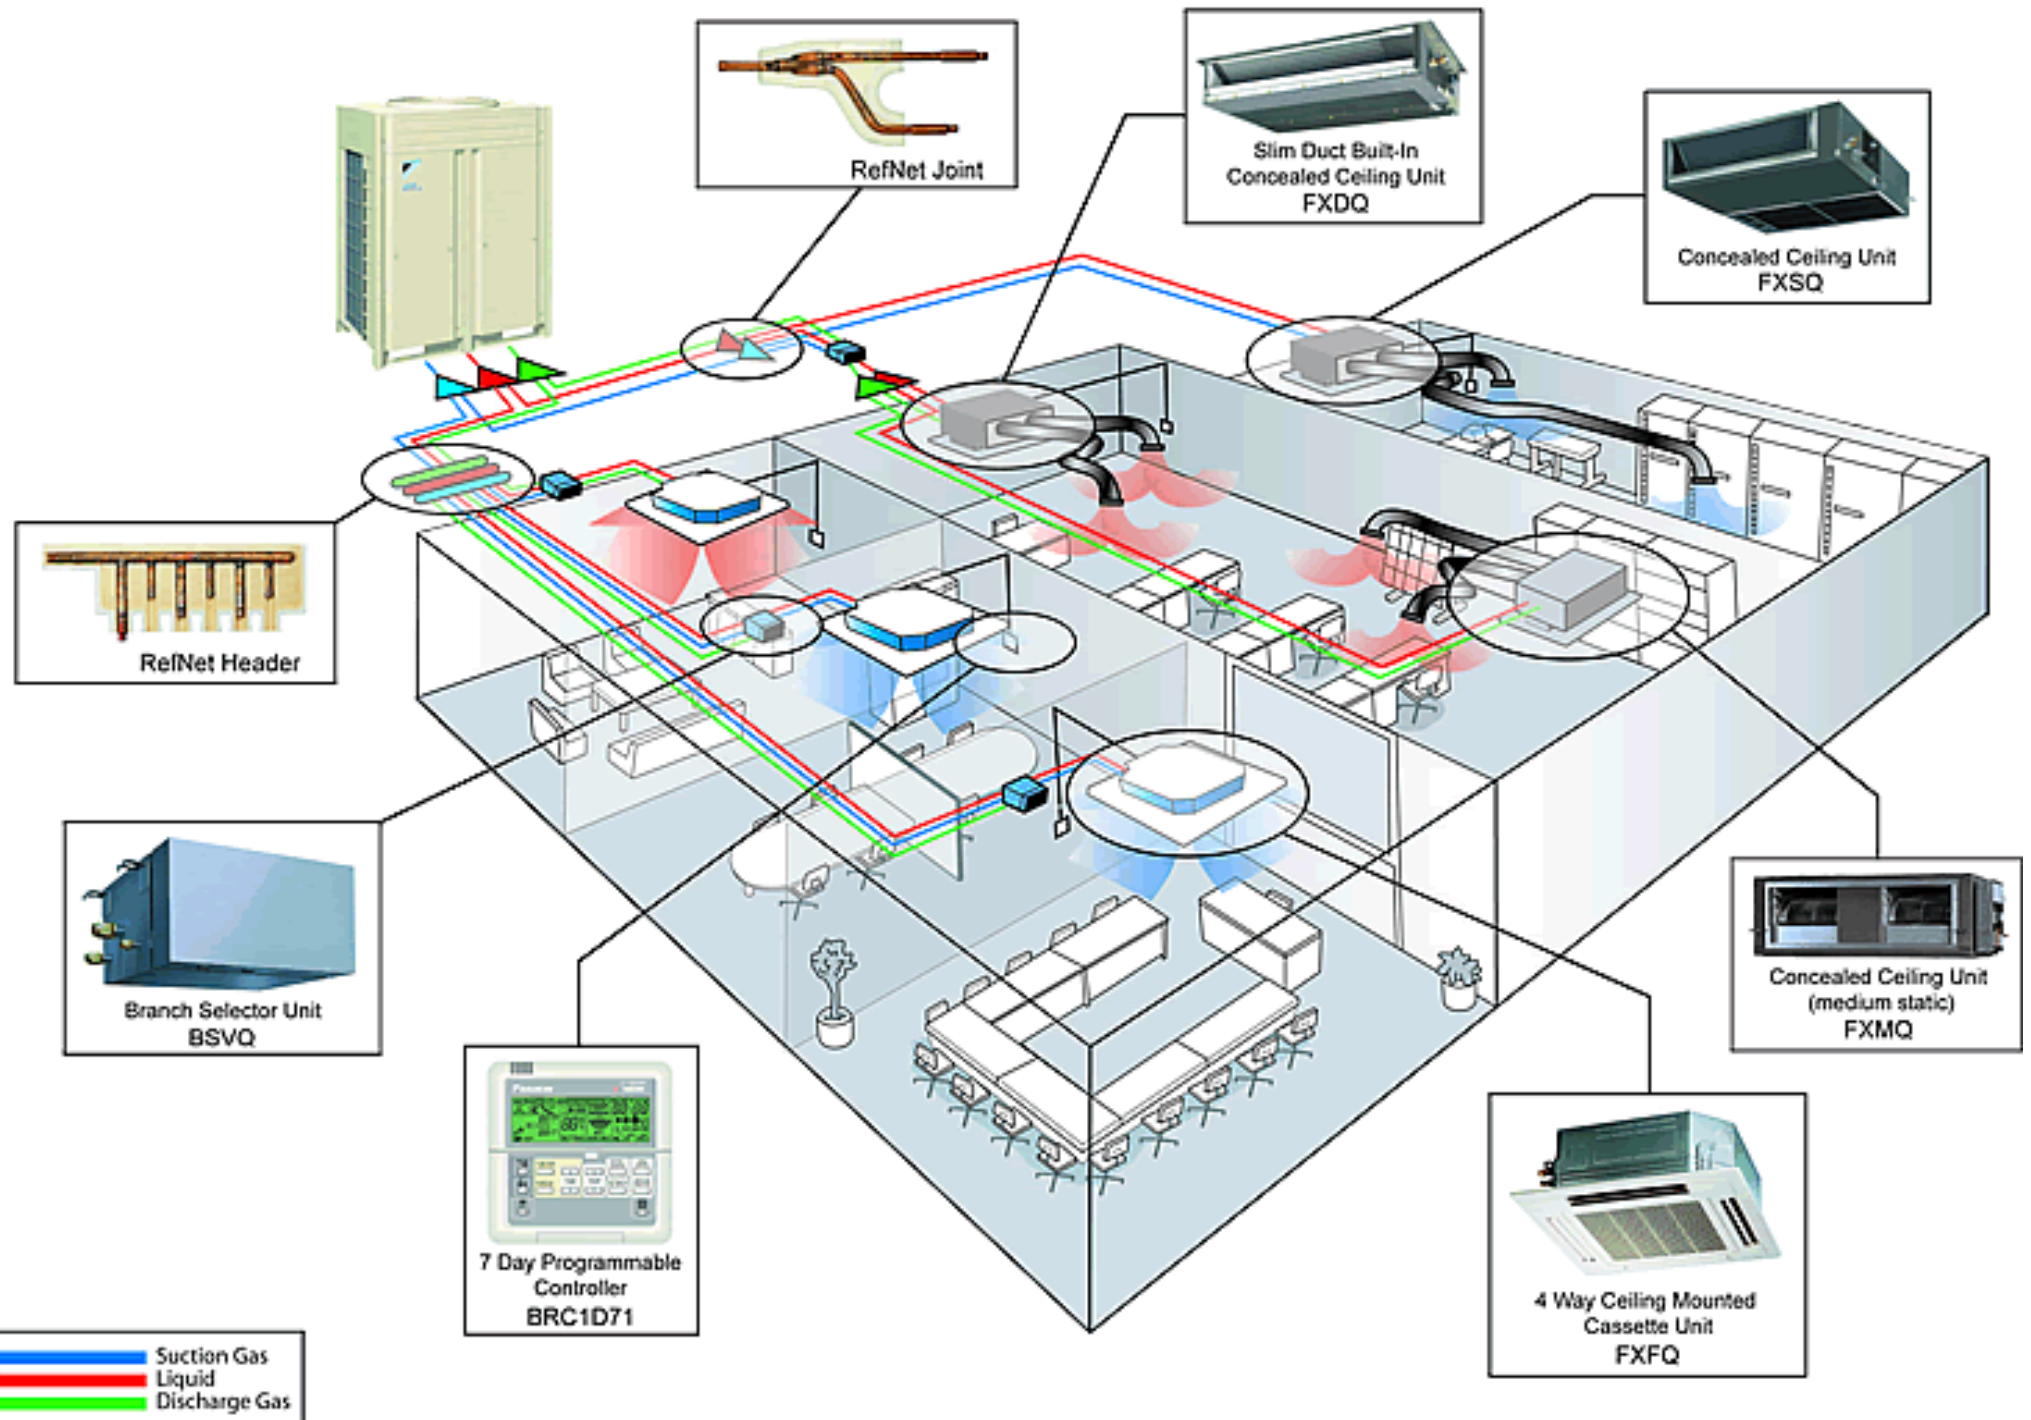 RefNet Joint
Slim Duct Built-In
Concealed Ceiling Unit
FXDQ
Concealed Ceiling Unit
FXSQ
RefNet Header
Branch Selector Unit
BSVQ
7 Day Programmable
Controller
BRC1D71
Concealed Ceiling Unit
(medium static)
FXMQ
4 Way Ceiling Mounted
Cassette Unit
FXFQ
Suction Gas
Liquid
Discharge Gas